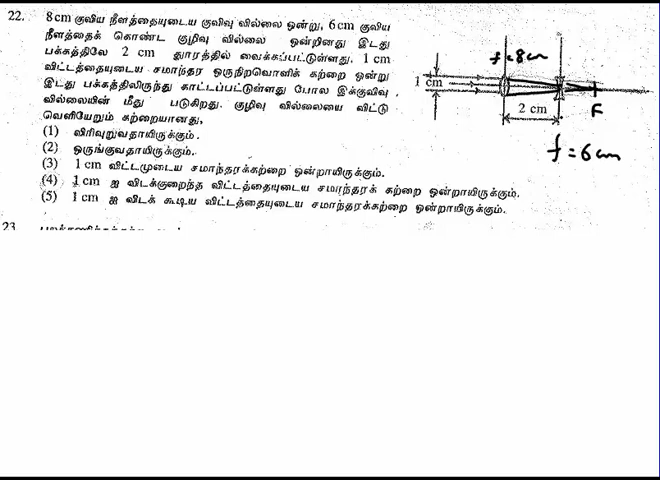 22. 8 cm குவிய நீளத்தையுடைய குவிவு வில்லை ஒன்று, 6 cm குவிய
நீளத்தைக் கொண்ட குழிவு வில்லை ஒன்றினது இடது
பக்கத்திலே 2 cm தூரத்தில் வைக்கப்பட்டுள்ளது. 1 cm
விட்டத்தையுடைய சமாந்தர ஒருநிறவொளிக் கற்றை ஒன்று
இடது பக்கத்திலிருந்து காட்டப்பட்டுள்ளது போல இக்குவிவு
வில்லையின் மீது படுகிறது. குழிவு வில்லையை விட்டு
வெளியேறும் கற்றையானது,
(1) விரிவுறுவதாயிருக்கும்.
(2) ஒருங்குவதாயிருக்கும்.
(3) 1 cm விட்டமுடைய சமாந்தரக்கற்றை ஒன்றாயிருக்கும்.
(4) 1 cm ஐ விடக்குறைந்த விட்டத்தையுடைய சமாந்தரக் கற்றை ஒன்றாயிருக்கும்.
(5) 1 cm ஐ விடக் கூடிய விட்டத்தையுடைய சமாந்தரக்கற்றை ஒன்றாயிருக்கும்.
f = 8cm
1 cm
2 cm
F
f = 6 cm
23